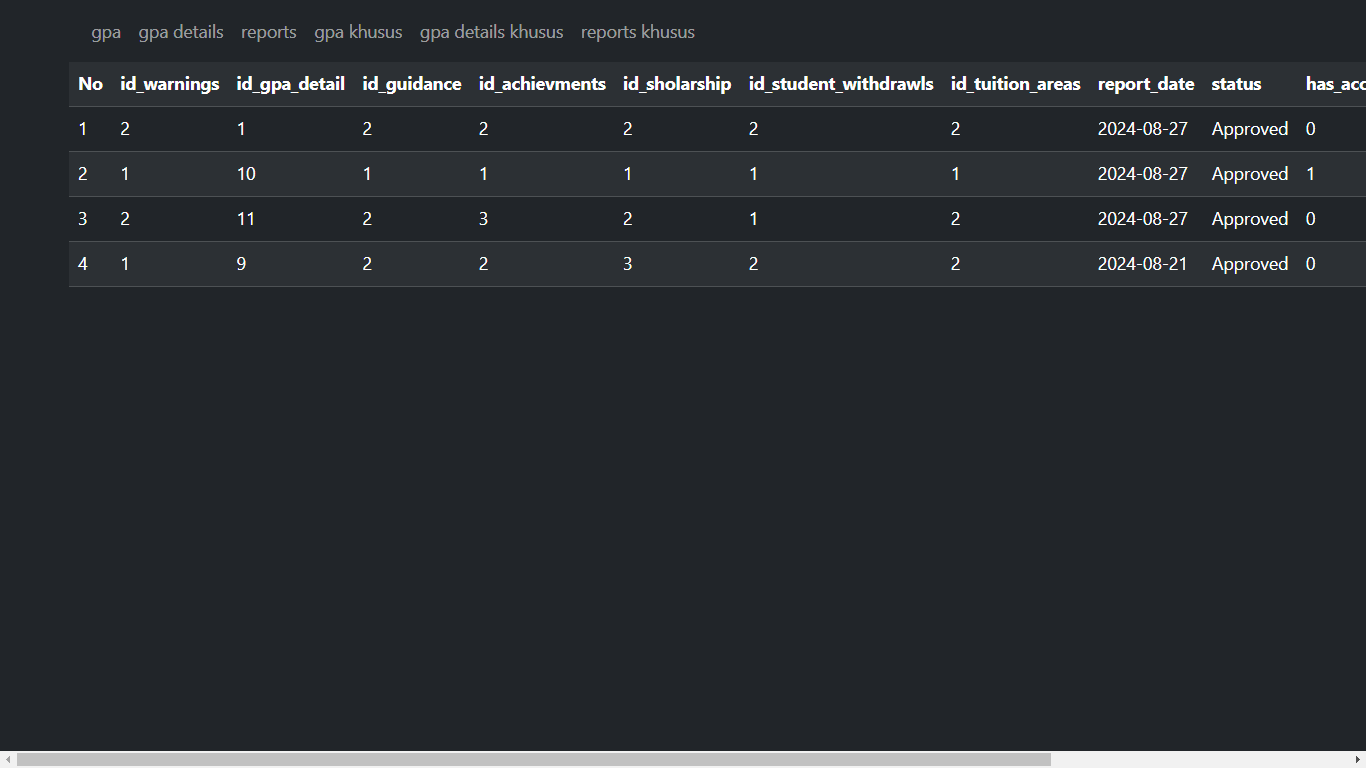 gpa gpa details reports gpa khusus gpa details khusus reports khusus
No id_warnings id_gpa_detail id_guidance id_achievments id_sholarship id_student_withdrawls id_tuition_areas report_date status has_acc
1 2 1 2 2 2 2 2 2024-08-27 Approved 0
2 1 10 1 1 1 1 1 2024-08-27 Approved 1
3 2 11 2 3 2 1 2 2024-08-27 Approved 0
4 1 9 2 2 3 2 2 2024-08-21 Approved 0